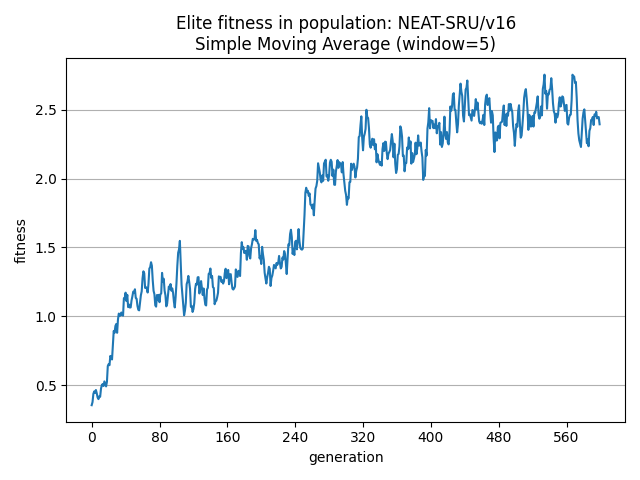 Elite fitness in population: NEAT-SRU/v16
Simple Moving Average (window=5)
fitness
2.5
2.0
1.5
1.0
0.5
0 80 160 240 320 400 480 560
generation